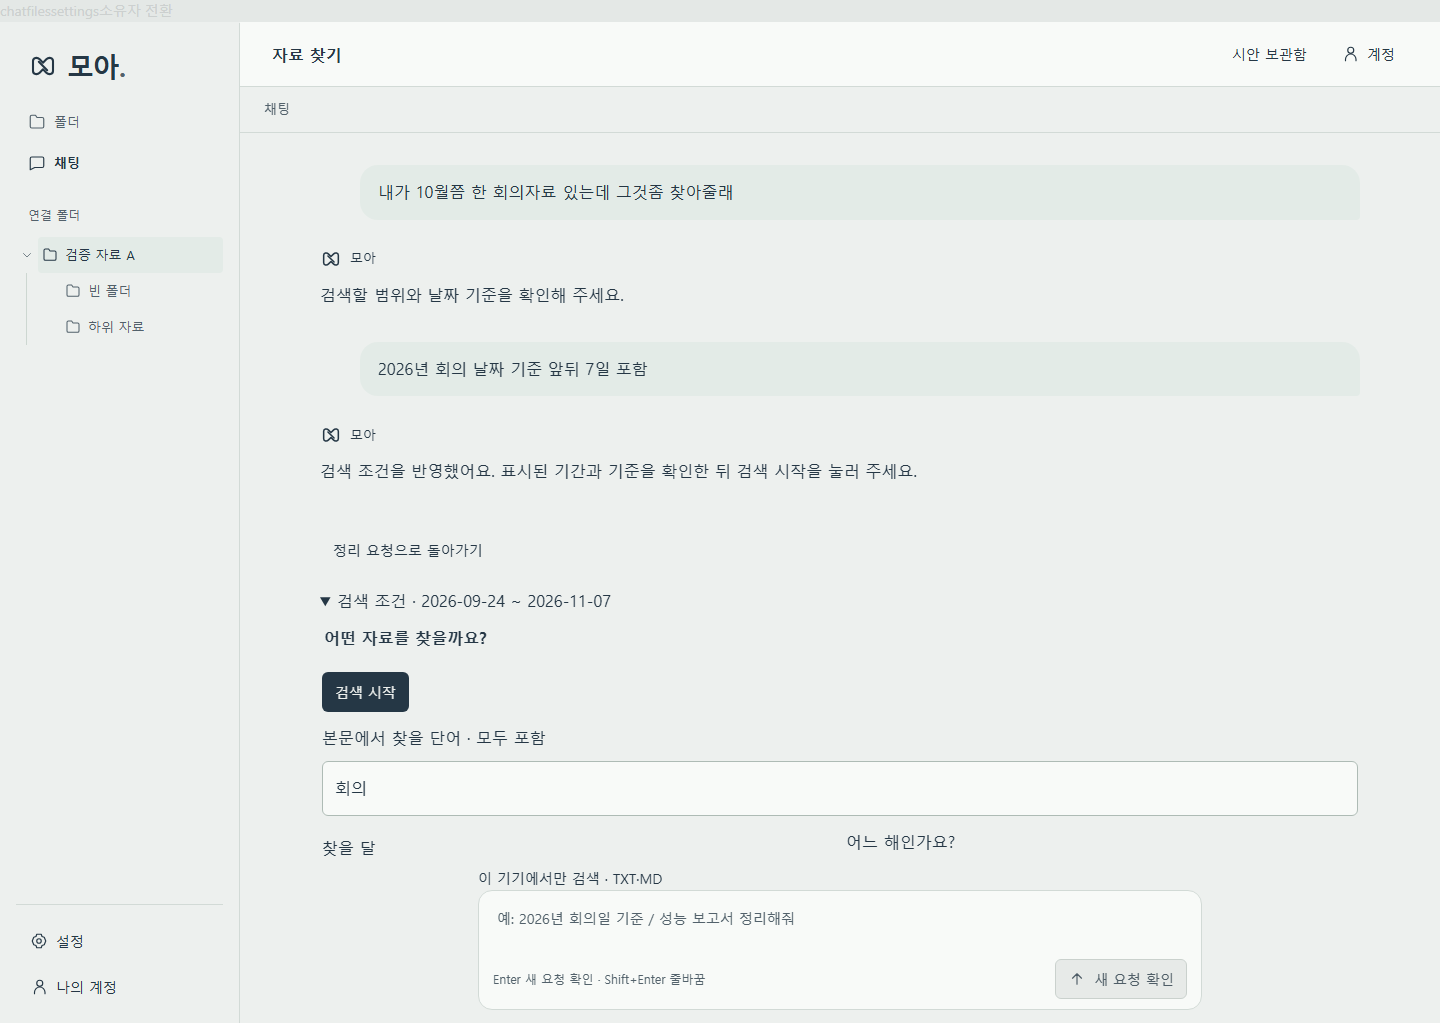 chatfilessettings소유자 전환
모아.
자료 찾기
시안 보관함
계정
폴더
채팅
채팅
연결 폴더
검증 자료 A
빈 폴더
하위 자료
내가 10월쯤 한 회의자료 있는데 그것좀 찾아줄래
모아
검색할 범위와 날짜 기준을 확인해 주세요.
2026년 회의 날짜 기준 앞뒤 7일 포함
모아
검색 조건을 반영했어요. 표시된 기간과 기준을 확인한 뒤 검색 시작을 눌러 주세요.
정리 요청으로 돌아가기
▼ 검색 조건 · 2026-09-24 ~ 2026-11-07
어떤 자료를 찾을까요?
검색 시작
본문에서 찾을 단어 · 모두 포함
회의
찾을 달
어느 해인가요?
이 기기에서만 검색 · TXT·MD
예: 2026년 회의일 기준 / 성능 보고서 정리해줘
Enter 새 요청 확인 · Shift+Enter 줄바꿈
새 요청 확인
설정
나의 계정